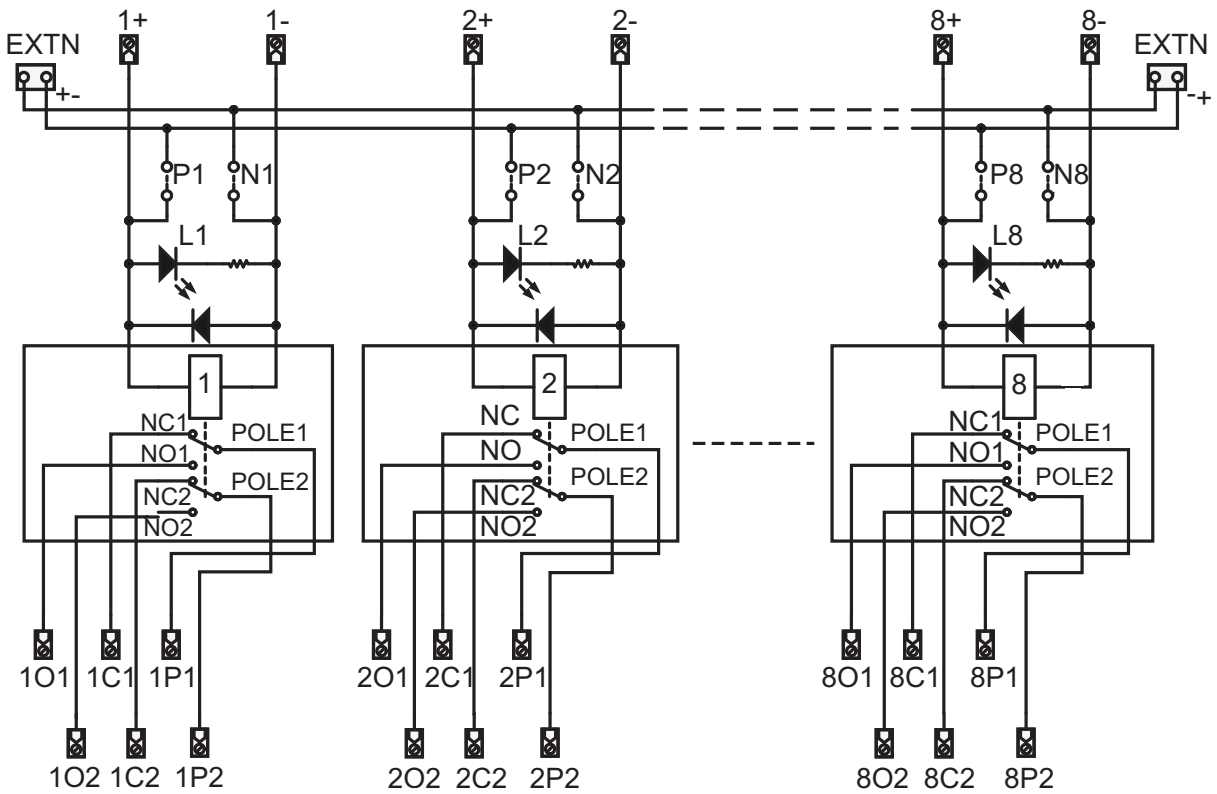 1+ 1- 2+ 2- 8+ 8-
EXTN EXTN
+- -+
P1 N1 P2 N2 P8 N8
L1 L2 L8
1 2 8
NC1 POLE1 NC POLE1 NC1 POLE1
NO1 NO NO1
POLE2 POLE2 POLE2
NC2 NC2 NC2
NO2 NO2 NO2
1O1 1C1 1P1 2O1 2C1 2P1 8O1 8C1 8P1
1O2 1C2 1P2 2O2 2C2 2P2 8O2 8C2 8P2